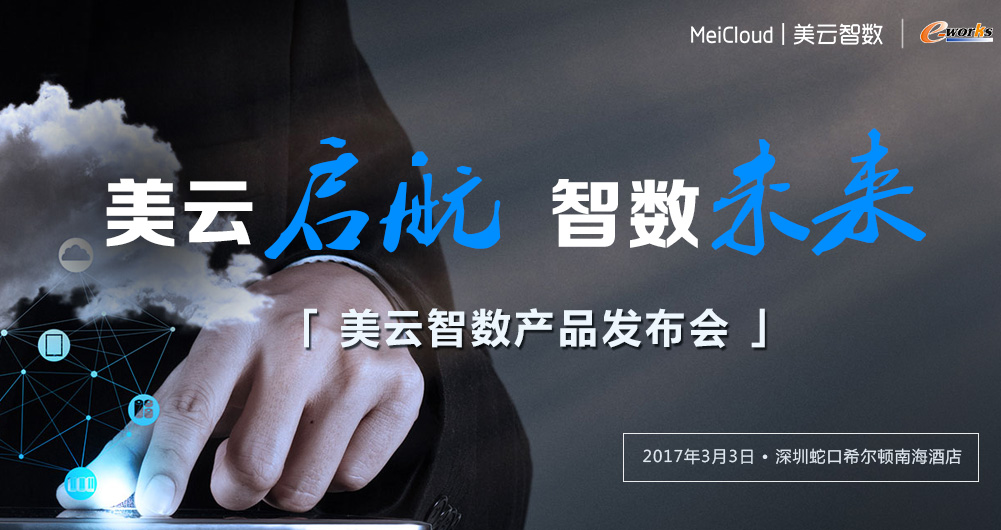 MeiCloud | 美云智数 | e-works
美云启航 智数未来
「 美云智数产品发布会 」
2017年3月3日 • 深圳蛇口希尔顿南海酒店